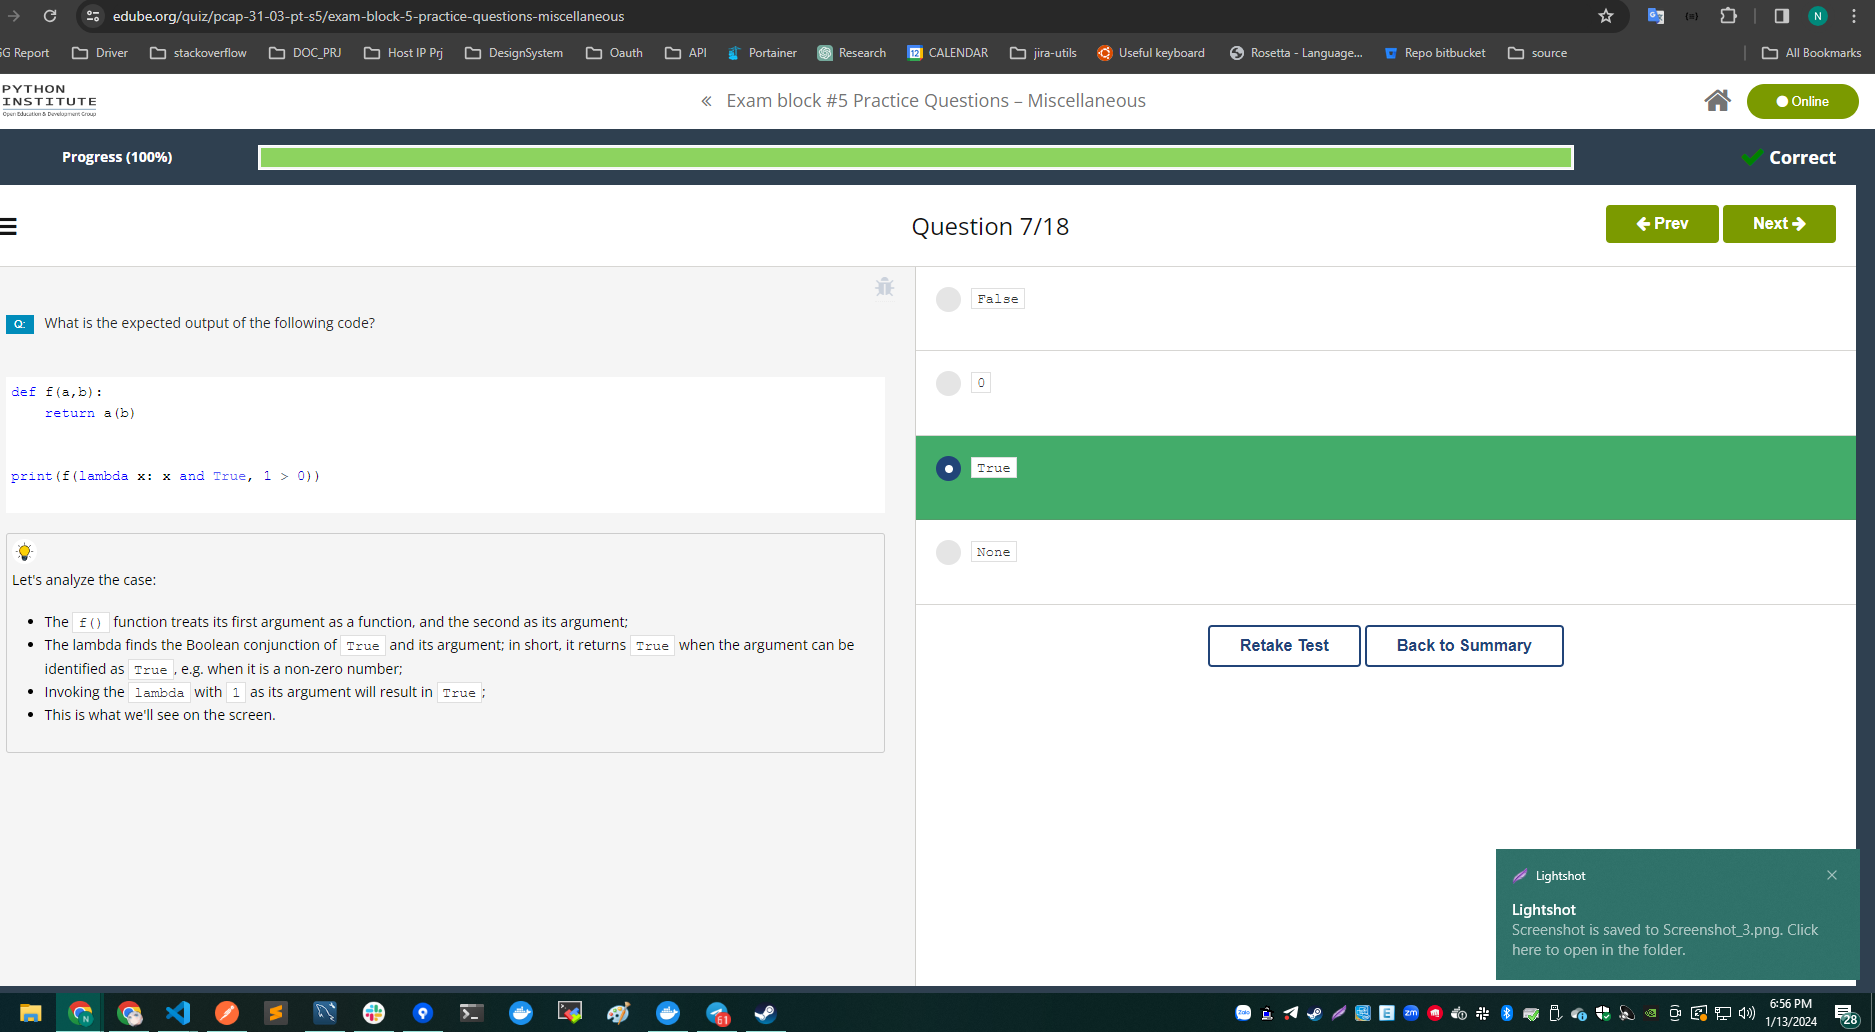 edube.org/quiz/pcap-31-03-pt-s5/exam-block-5-practice-questions-miscellaneous
N
GG Report
Driver
stackoverflow
DOC_PRJ
Host IP Prj
DesignSystem
Oauth
API
Portainer
Research
12
CALENDAR
jira-utils
Useful keyboard
Rosetta - Language...
Repo bitbucket
source
All Bookmarks
PYTHON
INSTITUTE
Open Education & Development Group
« Exam block #5 Practice Questions – Miscellaneous
Online
Progress (100%)
Correct
Question 7/18
Prev
Next
Q:
What is the expected output of the following code?
def f(a,b):
    return a(b)
print(f(lambda x: x and True, 1 > 0))
Let's analyze the case:
• The f() function treats its first argument as a function, and the second as its argument;
• The lambda finds the Boolean conjunction of True and its argument; in short, it returns True when the argument can be
identified as True, e.g. when it is a non-zero number;
• Invoking the lambda with 1 as its argument will result in True;
• This is what we'll see on the screen.
False
0
True
None
Retake Test
Back to Summary
Lightshot
Lightshot
Screenshot is saved to Screenshot_3.png. Click
here to open in the folder.
61
zm
6:56 PM
1/13/2024
28